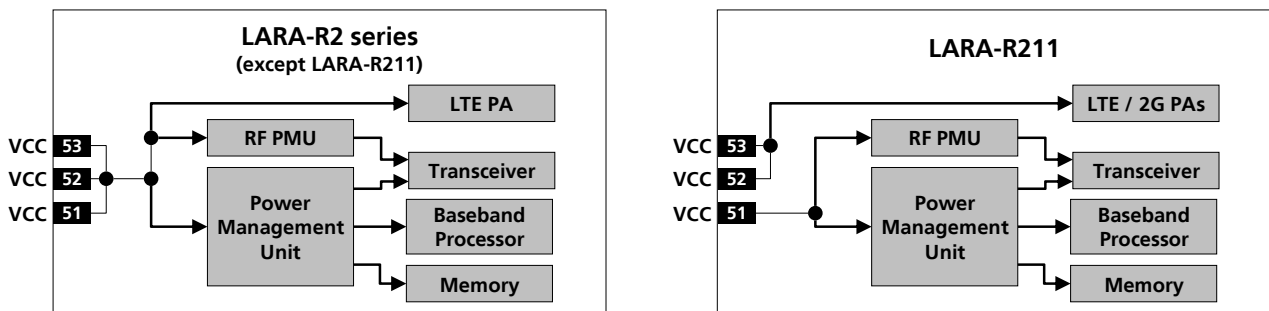 LARA-R2 series
(except LARA-R211)
LTE PA
RF PMU
Transceiver
VCC 53
VCC 52
VCC 51
Power
Management
Unit
Baseband
Processor
Memory
LARA-R211
LTE / 2G PAs
RF PMU
Transceiver
VCC 53
VCC 52
VCC 51
Power
Management
Unit
Baseband
Processor
Memory